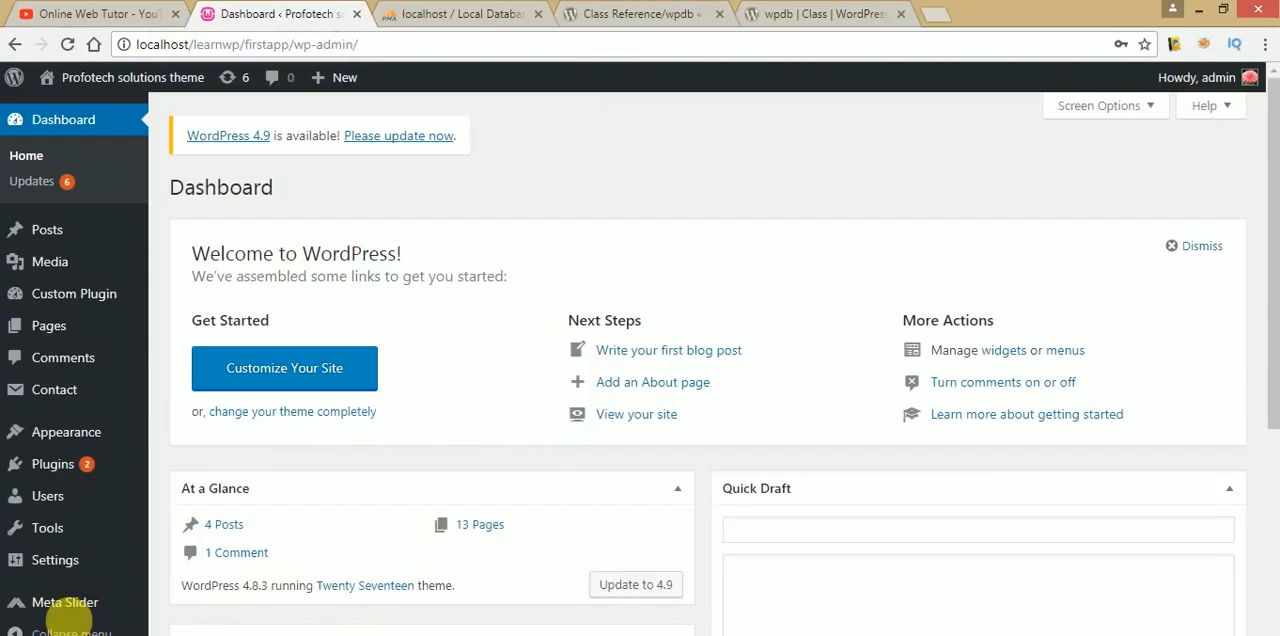 Online Web Tutor - YouT
Dashboard ‹ Profotech so
localhost / Local Databa
Class Reference/wpdb «
wpdb | Class | WordPress
localhost/learnwp/firstapp/wp-admin/
IQ
Profotech solutions theme
6
0
New
Howdy, admin
Dashboard
Home
Updates 6
Posts
Media
Custom Plugin
Pages
Comments
Contact
Appearance
Plugins 2
Users
Tools
Settings
Meta Slider
Collapse menu
Screen Options
Help
WordPress 4.9 is available! Please update now.
Dashboard
Welcome to WordPress!
We've assembled some links to get you started:
Dismiss
Get Started
Customize Your Site
or, change your theme completely
Next Steps
Write your first blog post
Add an About page
View your site
More Actions
Manage widgets or menus
Turn comments on or off
Learn more about getting started
At a Glance
4 Posts
13 Pages
1 Comment
WordPress 4.8.3 running Twenty Seventeen theme.
Update to 4.9
Quick Draft